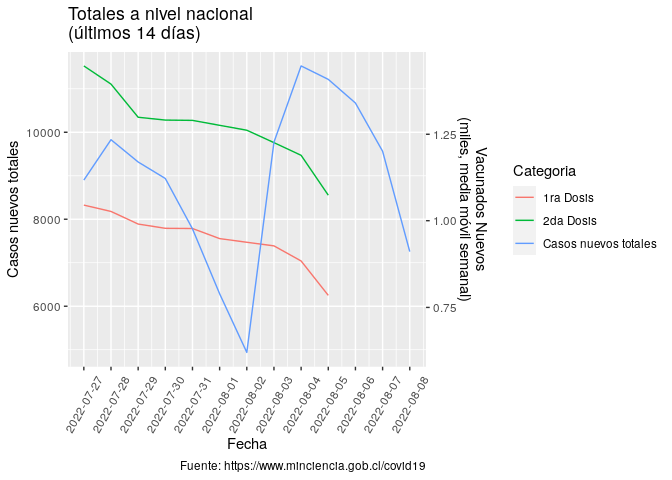 Totales a nivel nacional
(últimos 14 días)
Casos nuevos totales
10000
8000
6000
1.25
1.00
0.75
Vacunados Nuevos
(miles, media móvil semanal)
Categoria
1ra Dosis
2da Dosis
Casos nuevos totales
2022-07-27
2022-07-28
2022-07-29
2022-07-30
2022-07-31
2022-08-01
2022-08-02
2022-08-03
2022-08-04
2022-08-05
2022-08-06
2022-08-07
2022-08-08
Fecha
Fuente: https://www.minciencia.gob.cl/covid19